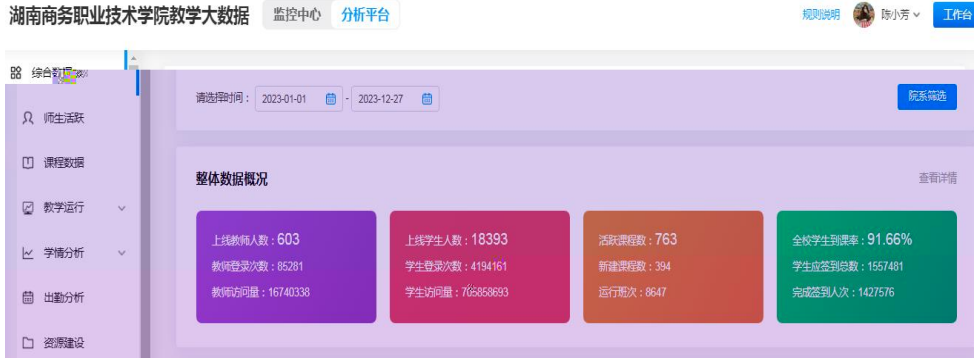 湖南商务职业技术学院教学大数据 监控中心 分析平台 规则说明 陈小芳 工作台
综合数据
师生活跃
课程数据
教学运行
学情分析
出勤分析
资源建设
请选择时间： 2023-01-01 - 2023-12-27 院系筛选
整体数据概况 查看详情
上线教师人数：603
教师登录次数：85281
教师访问量：16740338
上线学生人数：18393
学生登录次数：4194161
学生访问量：705858693
活跃课程数：763
新建课程数：394
运行班次：8647
全校学生到课率：91.66%
学生应签到总数：1557481
完成签到人次：1427576